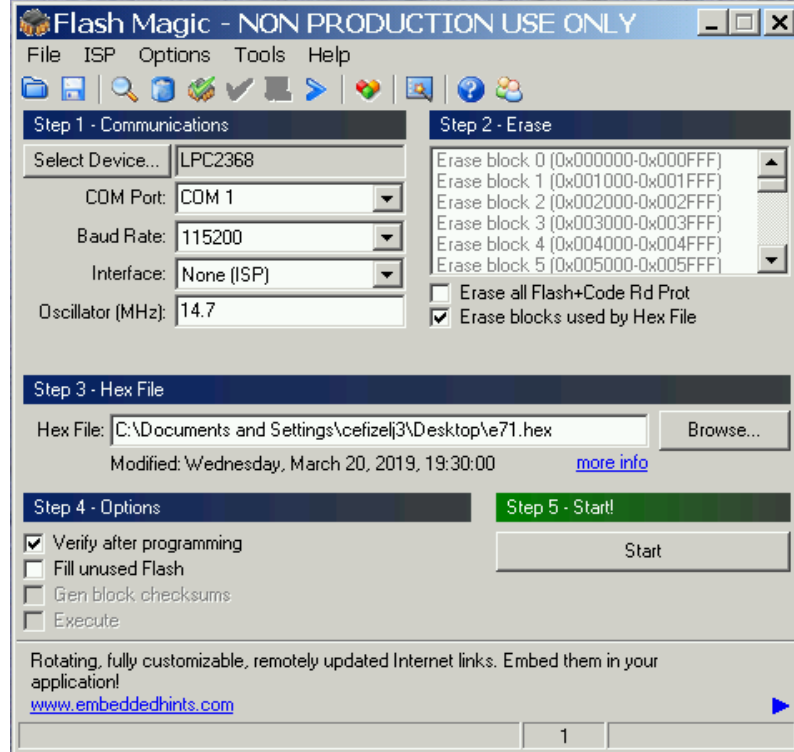 Flash Magic - NON PRODUCTION USE ONLY
File ISP Options Tools Help
Step 1 - Communications
Select Device... LPC2368
COM Port: COM 1
Baud Rate: 115200
Interface: None (ISP)
Oscillator (MHz): 14.7
Step 2 - Erase
Erase block 0 (0x000000-0x000FFF)
Erase block 1 (0x001000-0x001FFF)
Erase block 2 (0x002000-0x002FFF)
Erase block 3 (0x003000-0x003FFF)
Erase block 4 (0x004000-0x004FFF)
Erase block 5 (0x005000-0x005FFF)
Erase all Flash+Code Rd Prot
Erase blocks used by Hex File
Step 3 - Hex File
Hex File: C:\Documents and Settings\cefizelj3\Desktop\e71.hex Browse...
Modified: Wednesday, March 20, 2019, 19:30:00 more info
Step 4 - Options
Verify after programming
Fill unused Flash
Gen block checksums
Execute
Step 5 - Start!
Start
Rotating, fully customizable, remotely updated Internet links. Embed them in your
application!
www.embeddedhints.com
1